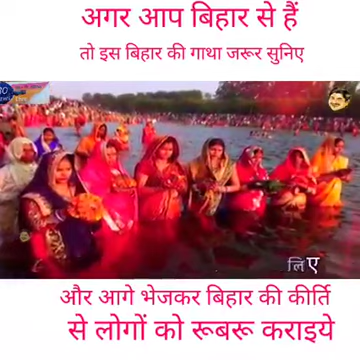 अगर आप बिहार से हैं
तो इस बिहार की गाथा जरूर सुनिए
लिए
और आगे भेजकर बिहार की कीर्ति
से लोगों को रूबरू कराइये